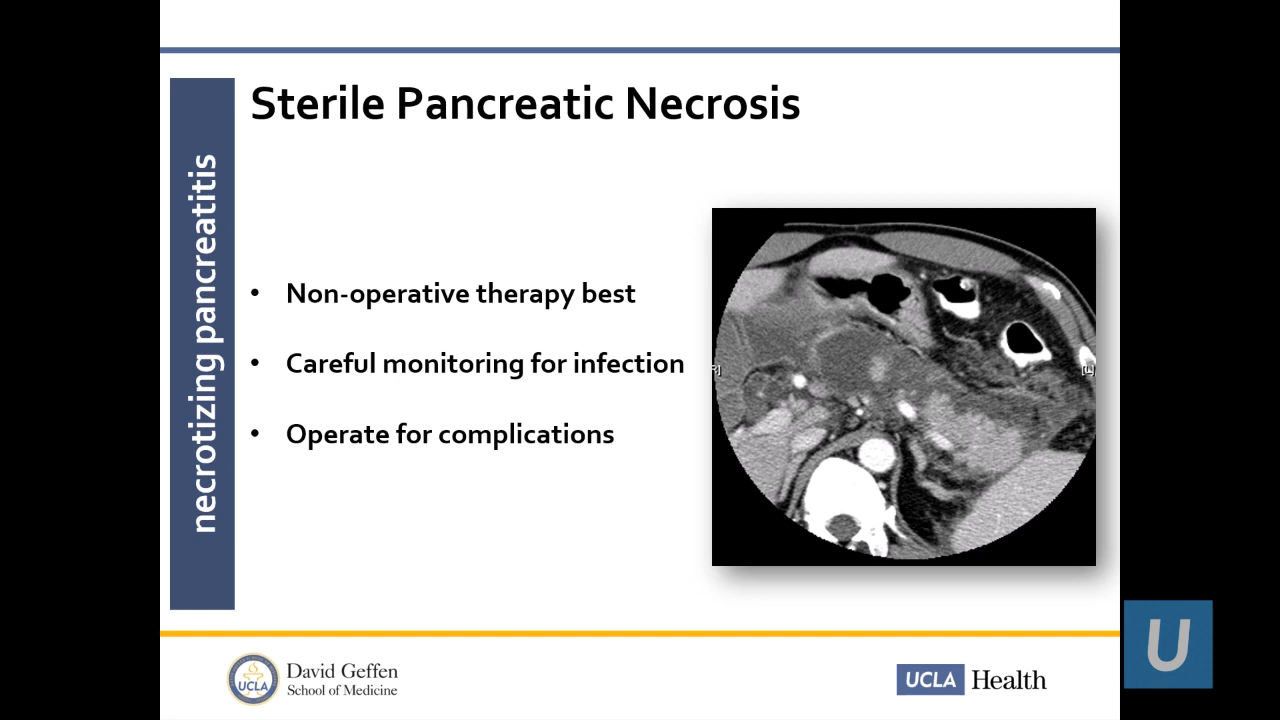 Sterile Pancreatic Necrosis
necrotizing pancreatitis
• Non-operative therapy best
• Careful monitoring for infection
• Operate for complications
R]
[L]
UCLA
David Geffen
School of Medicine
UCLA Health
U